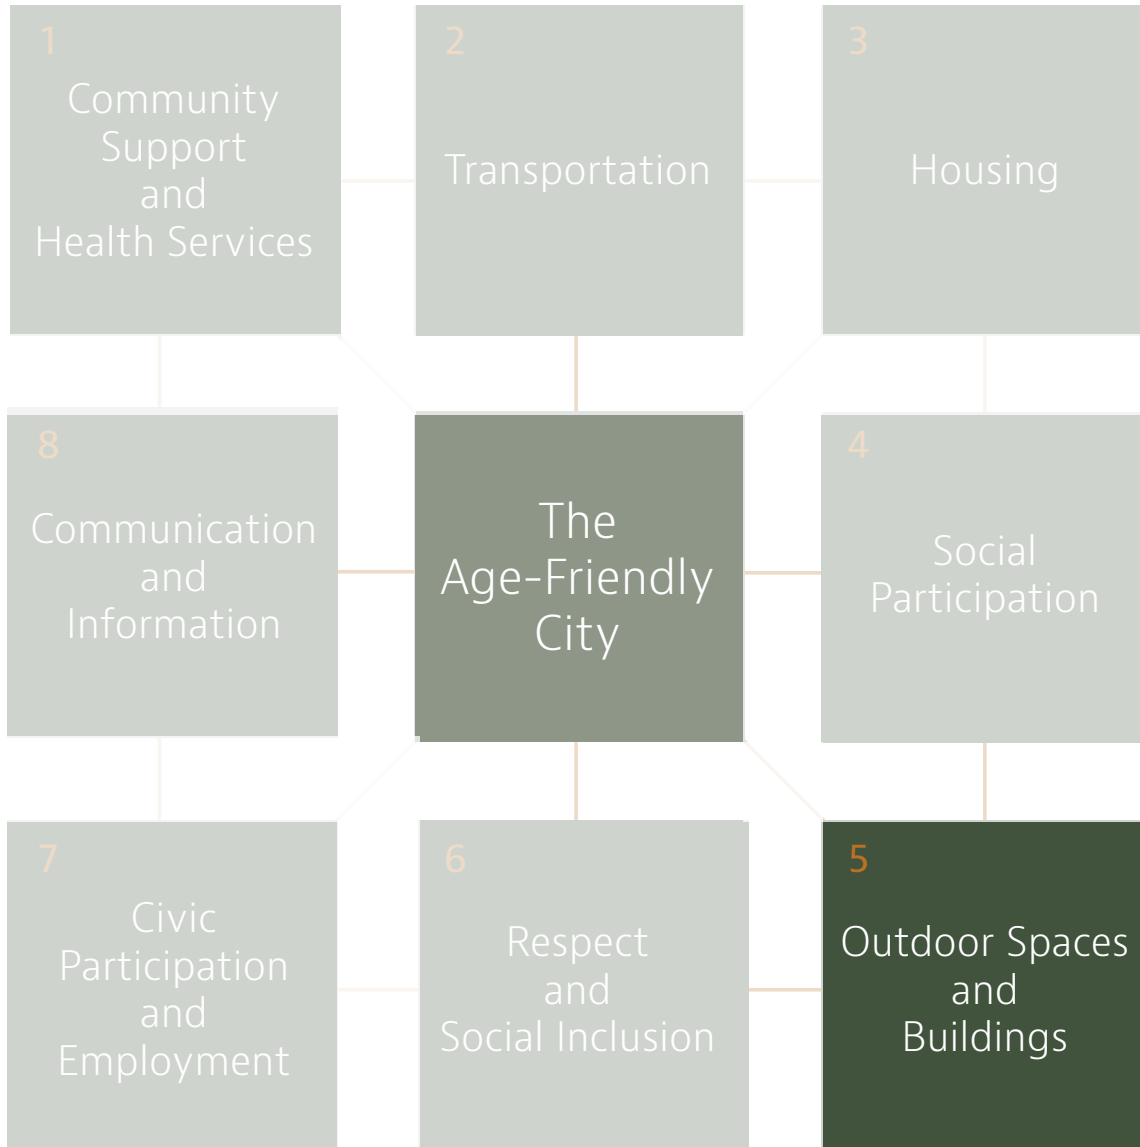 1
Community
Support
and
Health Services
2
Transportation
3
Housing
8
Communication
and
Information
The
Age-Friendly
City
4
Social
Participation
7
Civic
Participation
and
Employment
6
Respect
and
Social Inclusion
5
Outdoor Spaces
and
Buildings